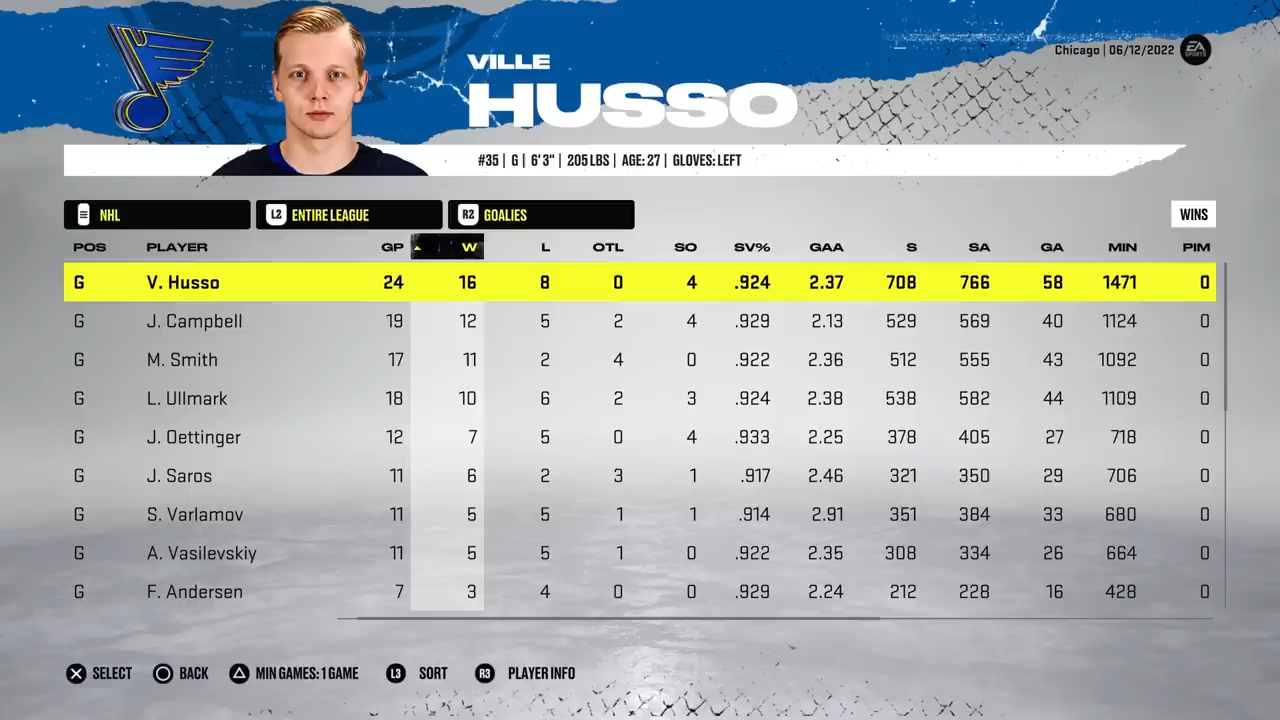 Chicago | 06/12/2022 EA SPORTS
VILLE
HUSSO
#35 | G | 6' 3" | 205 LBS | AGE: 27 | GLOVES: LEFT
NHL L2 ENTIRE LEAGUE R2 GOALIES WINS
POS PLAYER GP W L OTL SO SV% GAA S SA GA MIN PIM
G V. Husso 24 16 8 0 4 .924 2.37 708 766 58 1471 0
G J. Campbell 19 12 5 2 4 .929 2.13 529 569 40 1124 0
G M. Smith 17 11 2 4 0 .922 2.36 512 555 43 1092 0
G L. Ullmark 18 10 6 2 3 .924 2.38 538 582 44 1109 0
G J. Oettinger 12 7 5 0 4 .933 2.25 378 405 27 718 0
G J. Saros 11 6 2 3 1 .917 2.46 321 350 29 706 0
G S. Varlamov 11 5 5 1 1 .914 2.91 351 384 33 680 0
G A. Vasilevskiy 11 5 5 1 0 .922 2.35 308 334 26 664 0
G F. Andersen 7 3 4 0 0 .929 2.24 212 228 16 428 0
SELECT BACK MIN GAMES: 1 GAME L3 SORT R3 PLAYER INFO